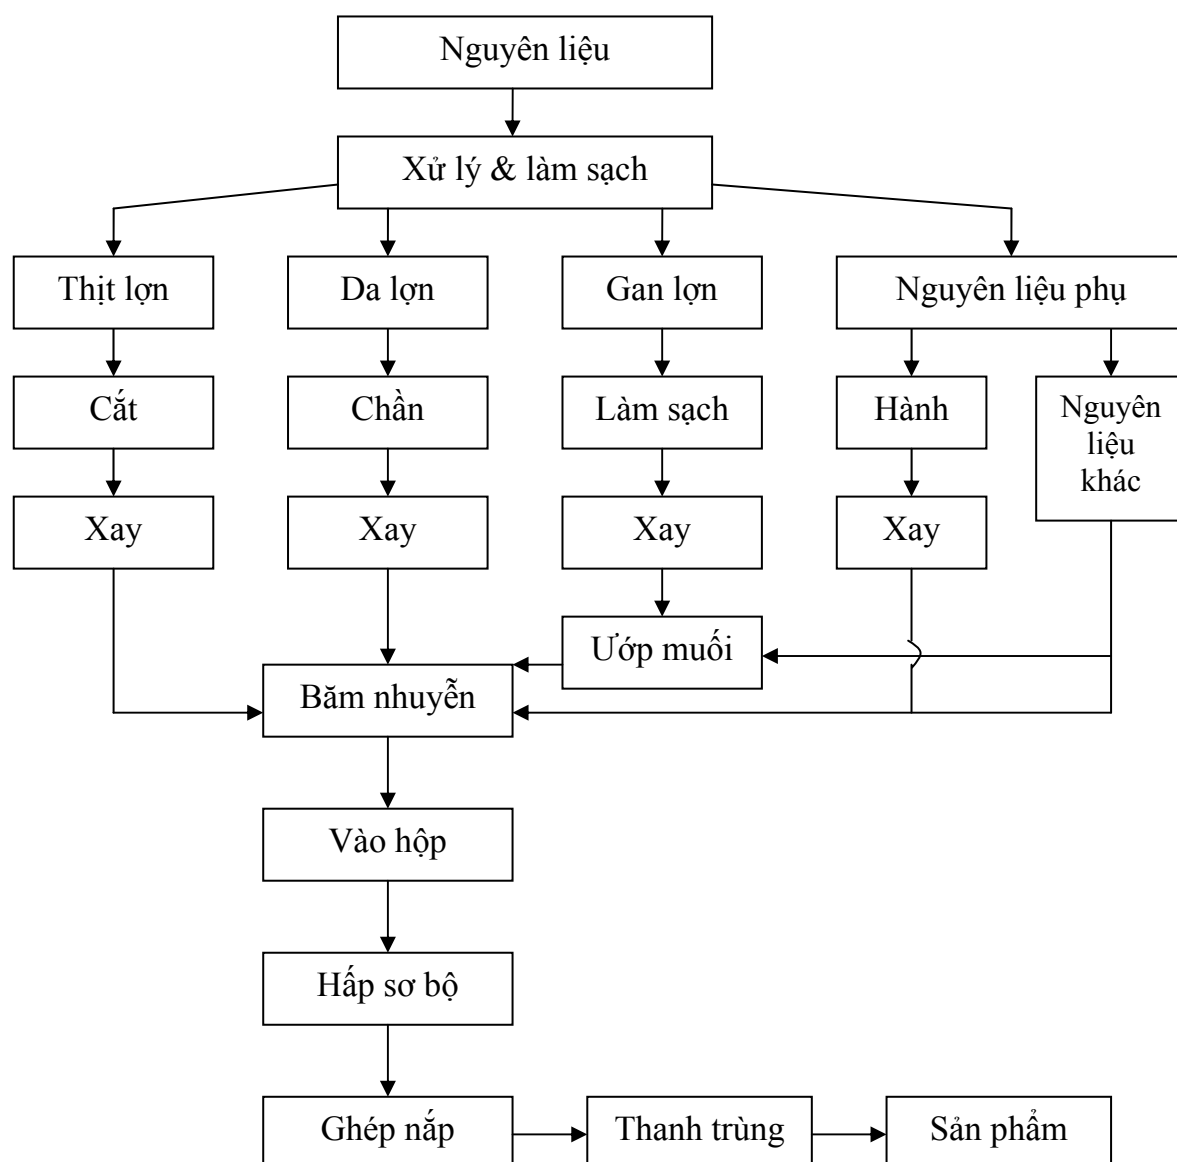 Nguyên liệu
Xử lý & làm sạch
Thịt lợn
Da lợn
Gan lợn
Nguyên liệu phụ
Cắt
Chần
Làm sạch
Hành
Nguyên
liệu
khác
Xay
Xay
Xay
Xay
Ướp muối
Băm nhuyễn
Vào hộp
Hấp sơ bộ
Ghép nắp
Thanh trùng
Sản phẩm